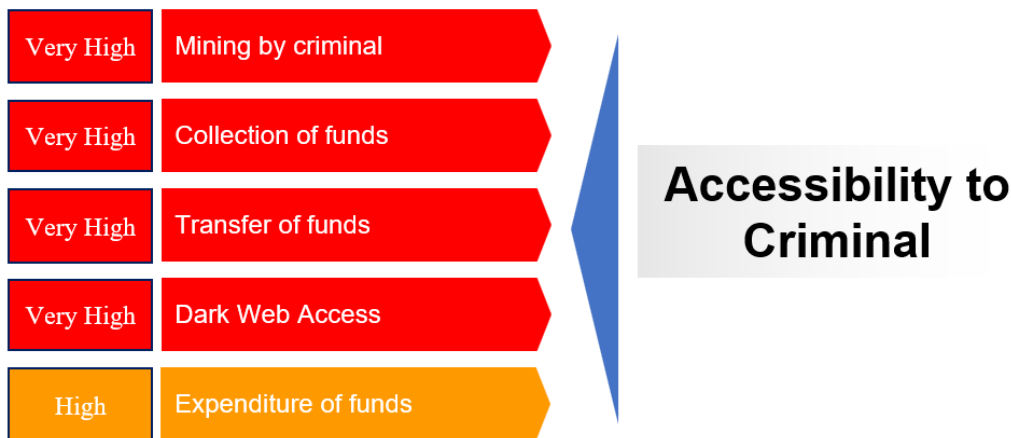 Very High Mining by criminal
Very High Collection of funds
Very High Transfer of funds
Very High Dark Web Access
High Expenditure of funds
Accessibility to
Criminal